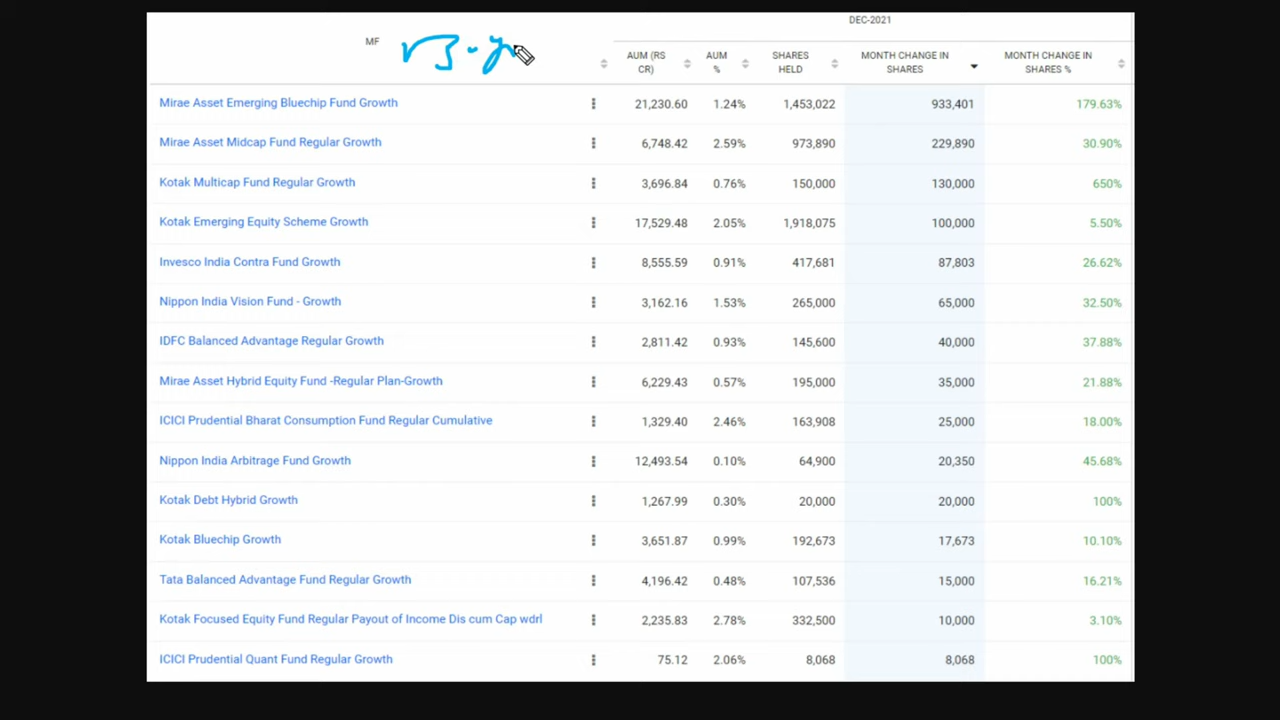 DEC-2021
MF AUM (RS CR) AUM % SHARES HELD MONTH CHANGE IN SHARES MONTH CHANGE IN SHARES %
Mirae Asset Emerging Bluechip Fund Growth 21,230.60 1.24% 1,453,022 933,401 179.63%
Mirae Asset Midcap Fund Regular Growth 6,748.42 2.59% 973,890 229,890 30.90%
Kotak Multicap Fund Regular Growth 3,696.84 0.76% 150,000 130,000 650%
Kotak Emerging Equity Scheme Growth 17,529.48 2.05% 1,918,075 100,000 5.50%
Invesco India Contra Fund Growth 8,555.59 0.91% 417,681 87,803 26.62%
Nippon India Vision Fund - Growth 3,162.16 1.53% 265,000 65,000 32.50%
IDFC Balanced Advantage Regular Growth 2,811.42 0.93% 145,600 40,000 37.88%
Mirae Asset Hybrid Equity Fund -Regular Plan-Growth 6,229.43 0.57% 195,000 35,000 21.88%
ICICI Prudential Bharat Consumption Fund Regular Cumulative 1,329.40 2.46% 163,908 25,000 18.00%
Nippon India Arbitrage Fund Growth 12,493.54 0.10% 64,900 20,350 45.68%
Kotak Debt Hybrid Growth 1,267.99 0.30% 20,000 20,000 100%
Kotak Bluechip Growth 3,651.87 0.99% 192,673 17,673 10.10%
Tata Balanced Advantage Fund Regular Growth 4,196.42 0.48% 107,536 15,000 16.21%
Kotak Focused Equity Fund Regular Payout of Income Dis cum Cap wdrl 2,235.83 2.78% 332,500 10,000 3.10%
ICICI Prudential Quant Fund Regular Growth 75.12 2.06% 8,068 8,068 100%